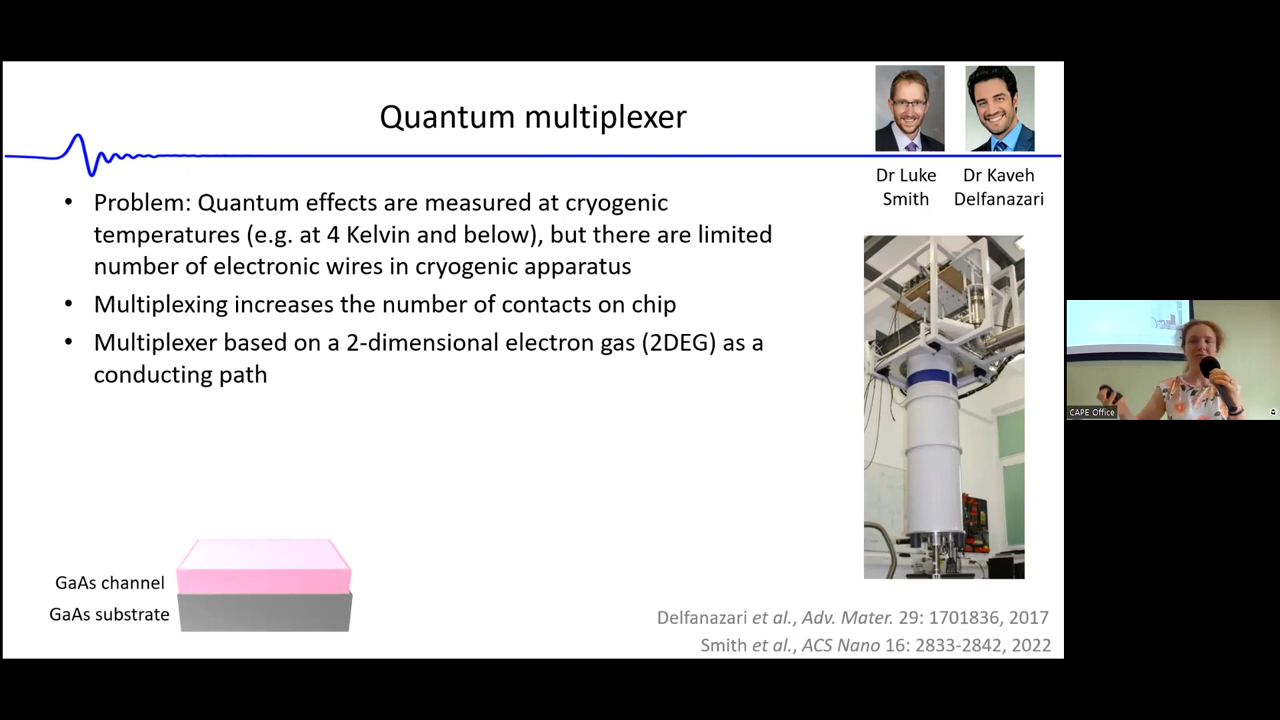 Quantum multiplexer
Dr Luke
Smith
Dr Kaveh
Delfanazari
• Problem: Quantum effects are measured at cryogenic
temperatures (e.g. at 4 Kelvin and below), but there are limited
number of electronic wires in cryogenic apparatus
• Multiplexing increases the number of contacts on chip
• Multiplexer based on a 2-dimensional electron gas (2DEG) as a
conducting path
GaAs channel
GaAs substrate
Delfanazari et al., Adv. Mater. 29: 1701836, 2017
Smith et al., ACS Nano 16: 2833-2842, 2022
CAPE Office